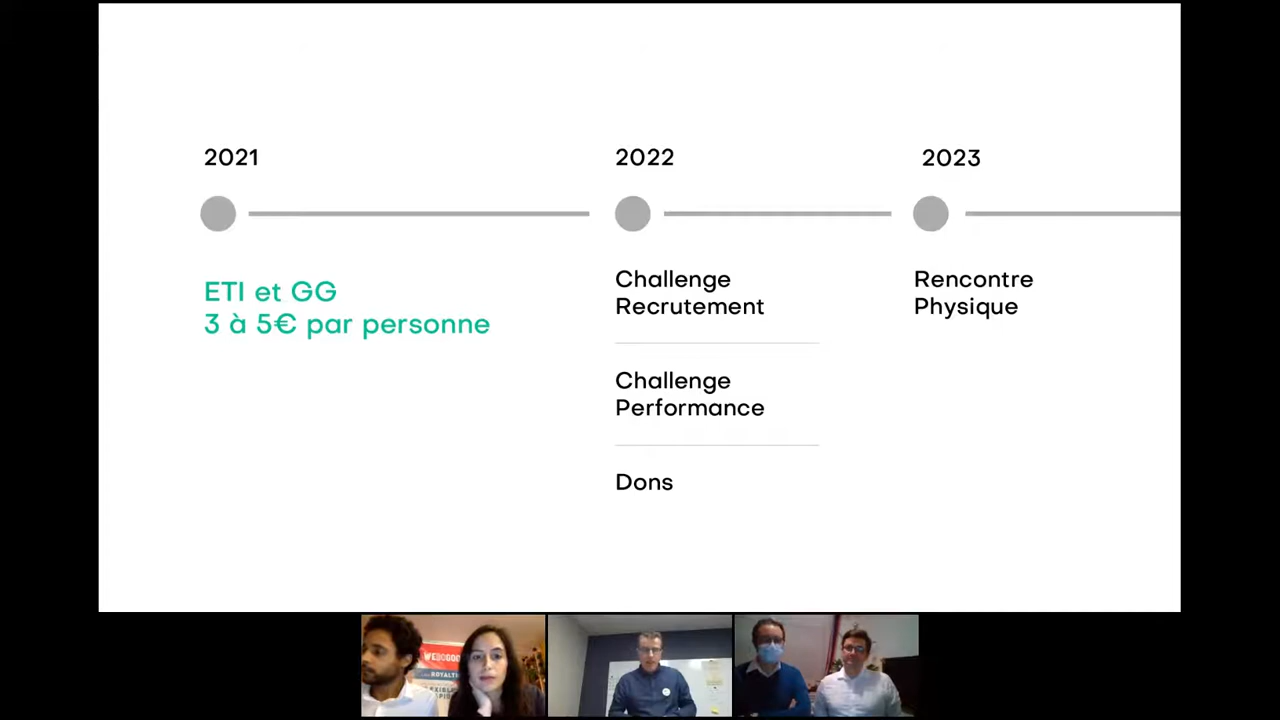 2021
2022
2023
ETI et GG
3 à 5€ par personne
Challenge
Recrutement
Challenge
Performance
Dons
Rencontre
Physique